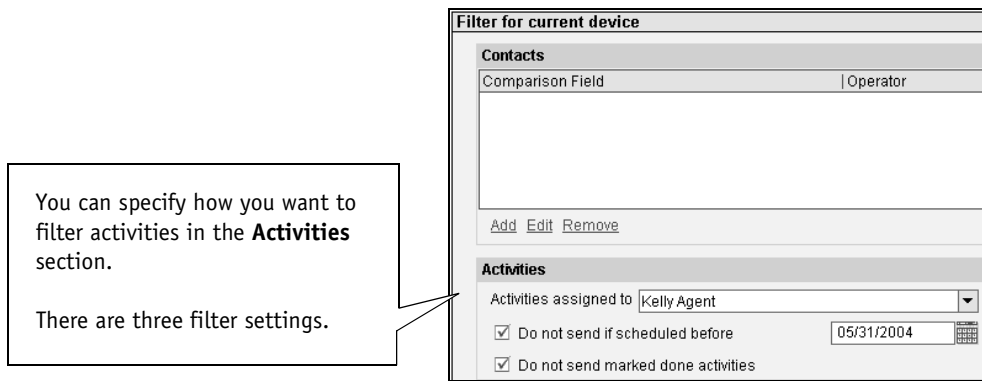 Filter for current device
Contacts
Comparison Field | Operator
Add Edit Remove
You can specify how you want to
filter activities in the Activities
section.
There are three filter settings.
Activities
Activities assigned to Kelly Agent
Do not send if scheduled before 05/31/2004
Do not send marked done activities